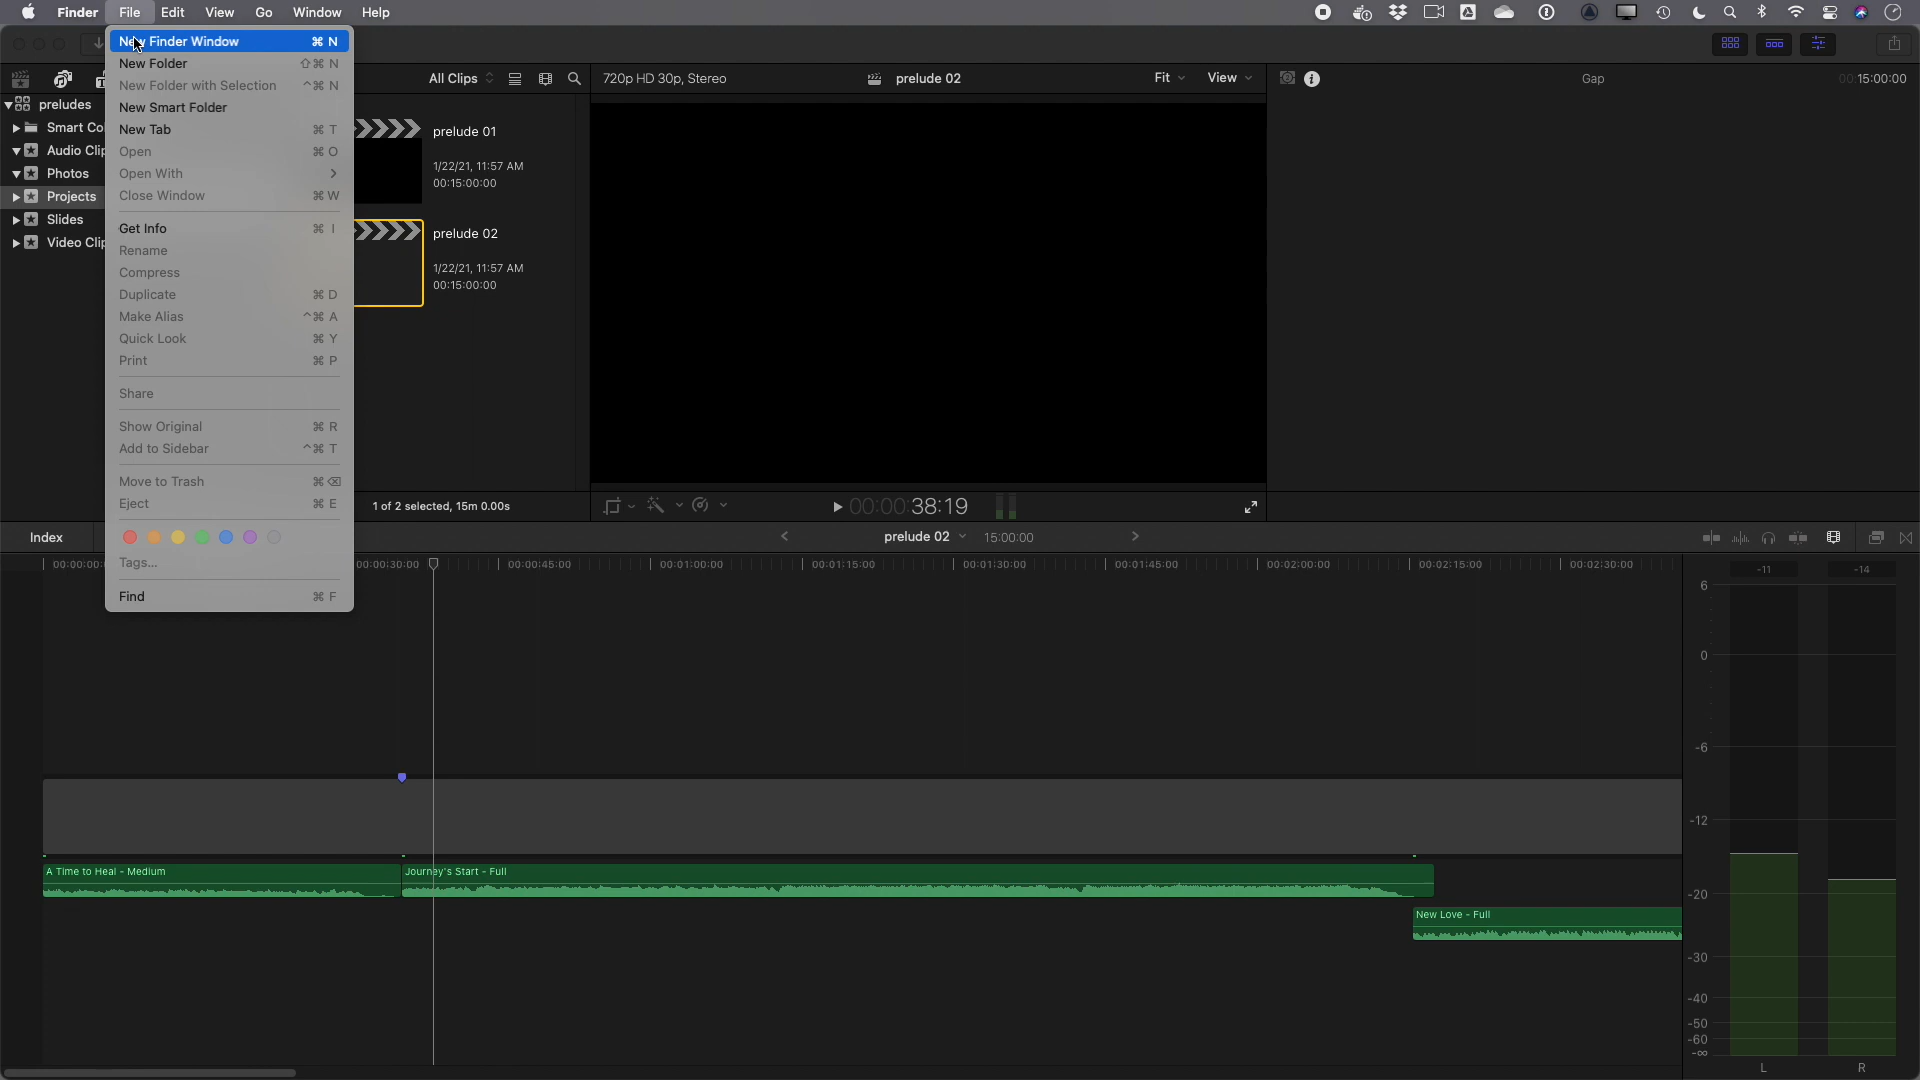 Finder File Edit View Go Window Help
New Finder Window ⌘ N
New Folder ⇧⌘ N
New Folder with Selection ^⌘ N
New Smart Folder
New Tab ⌘ T
Open ⌘ O
Open With >
Close Window ⌘ W
Get Info ⌘ I
Rename
Compress
Duplicate ⌘ D
Make Alias ^⌘ A
Quick Look ⌘ Y
Print ⌘ P
Share
Show Original ⌘ R
Add to Sidebar ^⌘ T
Move to Trash ⌘⌫
Eject ⌘ E
Tags...
Find ⌘ F
preludes
Smart Co
Audio Clip
Photos
Projects
Slides
Video Clip
All Clips
prelude 01
1/22/21, 11:57 AM
00:15:00:00
prelude 02
1/22/21, 11:57 AM
00:15:00:00
1 of 2 selected, 15m 0.00s
720p HD 30p, Stereo prelude 02 Fit View
00:00:00:38:19
Gap 00:15:00:00
Index prelude 02 15:00:00
00:00:00 00:00:30:00 00:00:45:00 00:01:00:00 00:01:15:00 00:01:30:00 00:01:45:00 00:02:00:00 00:02:15:00 00:02:30:00
A Time to Heal - Medium
Journey's Start - Full
New Love - Full
-11 -14
6
0
-6
-12
-20
-30
-40
-50
-60
-∞
L R